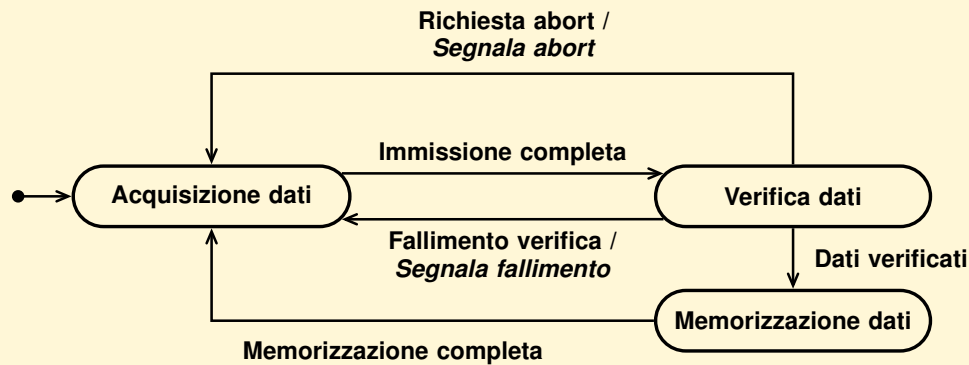 Richiesta abort /
Segnala abort
Immissione completa
Acquisizione dati
Verifica dati
Fallimento verifica /
Segnala fallimento
Dati verificati
Memorizzazione dati
Memorizzazione completa